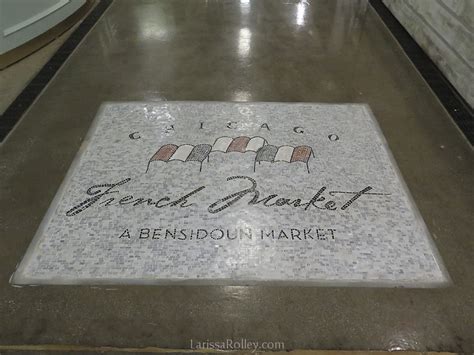 CHICAGO
French Market
A BENSIDOUN MARKET
LarissaRolley.com